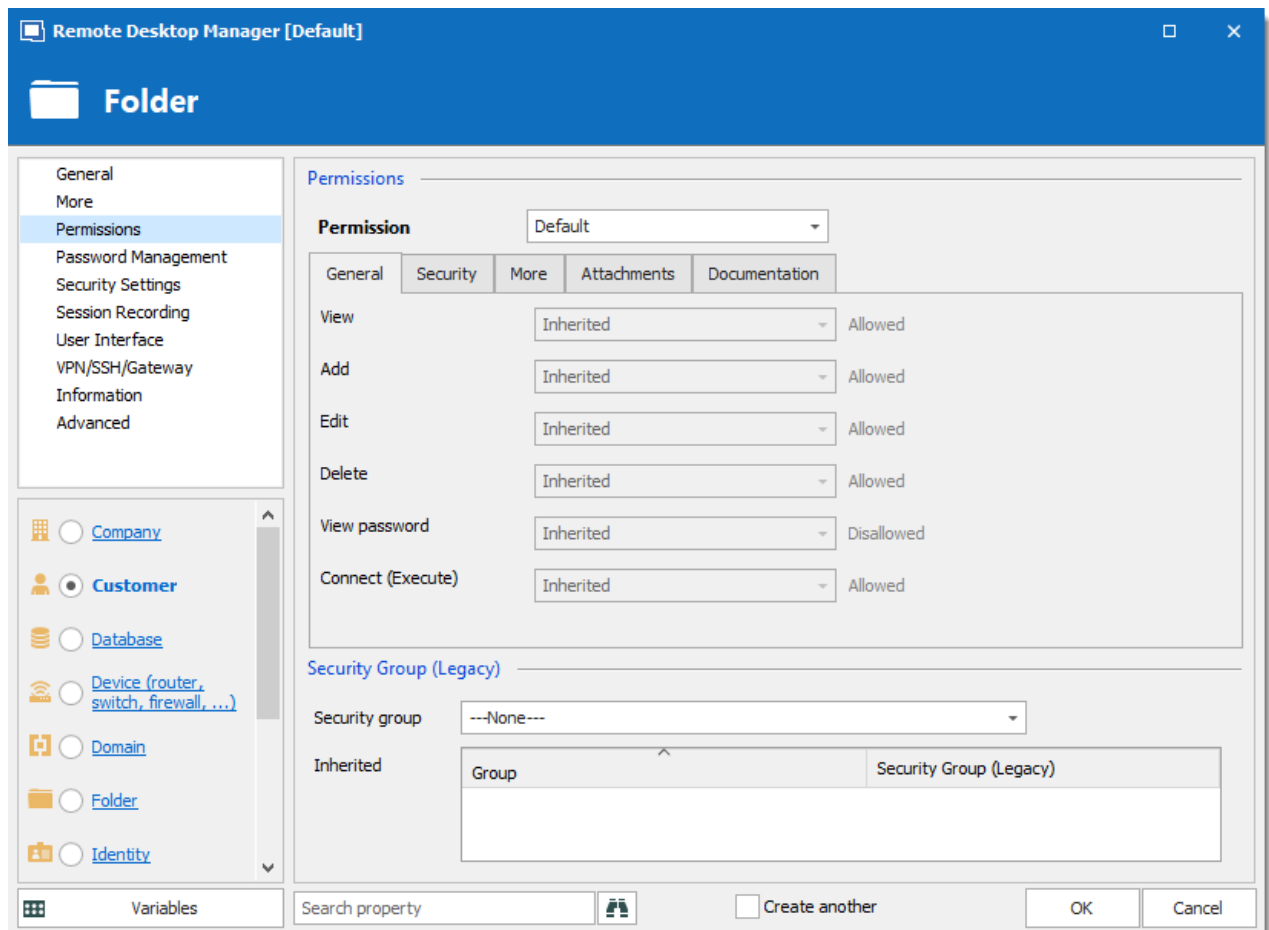 Remote Desktop Manager [Default]
Folder
General
More
Permissions
Password Management
Security Settings
Session Recording
User Interface
VPN/SSH/Gateway
Information
Advanced
Company
Customer
Database
Device (router,
switch, firewall, ...)
Domain
Folder
Identity
Variables
Permissions
Permission Default
General Security More Attachments Documentation
View Inherited Allowed
Add Inherited Allowed
Edit Inherited Allowed
Delete Inherited Allowed
View password Inherited Disallowed
Connect (Execute) Inherited Allowed
Security Group (Legacy)
Security group ---None---
Inherited Group Security Group (Legacy)
Search property Create another OK Cancel